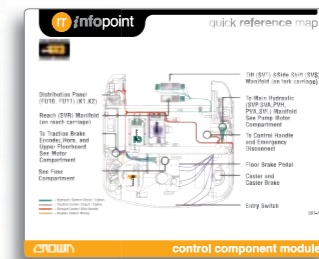 rr infopoint
quick reference map
Tilt (SVT) &Side Shift (SVSS)
Manifold (on fork carriage)
Distribution Panel
(FU10, FU11) (K1,K2)
To Main Hydraulic
(SVP,SVA,PVH,
PVA,SVL) Manifold
See Pump Motor
Compartment
Reach (SVR) Manifold
(on reach carriage)
To Traction Brake
Encoder, Horn, and
Upper Floorboard
See Motor
Compartment
To Control Handle
and Emergency
Disconnect
Floor Brake Pedal
See Fuse
Compartment
Caster and
Caster Brake
Entry Switch
CROWN
control component module